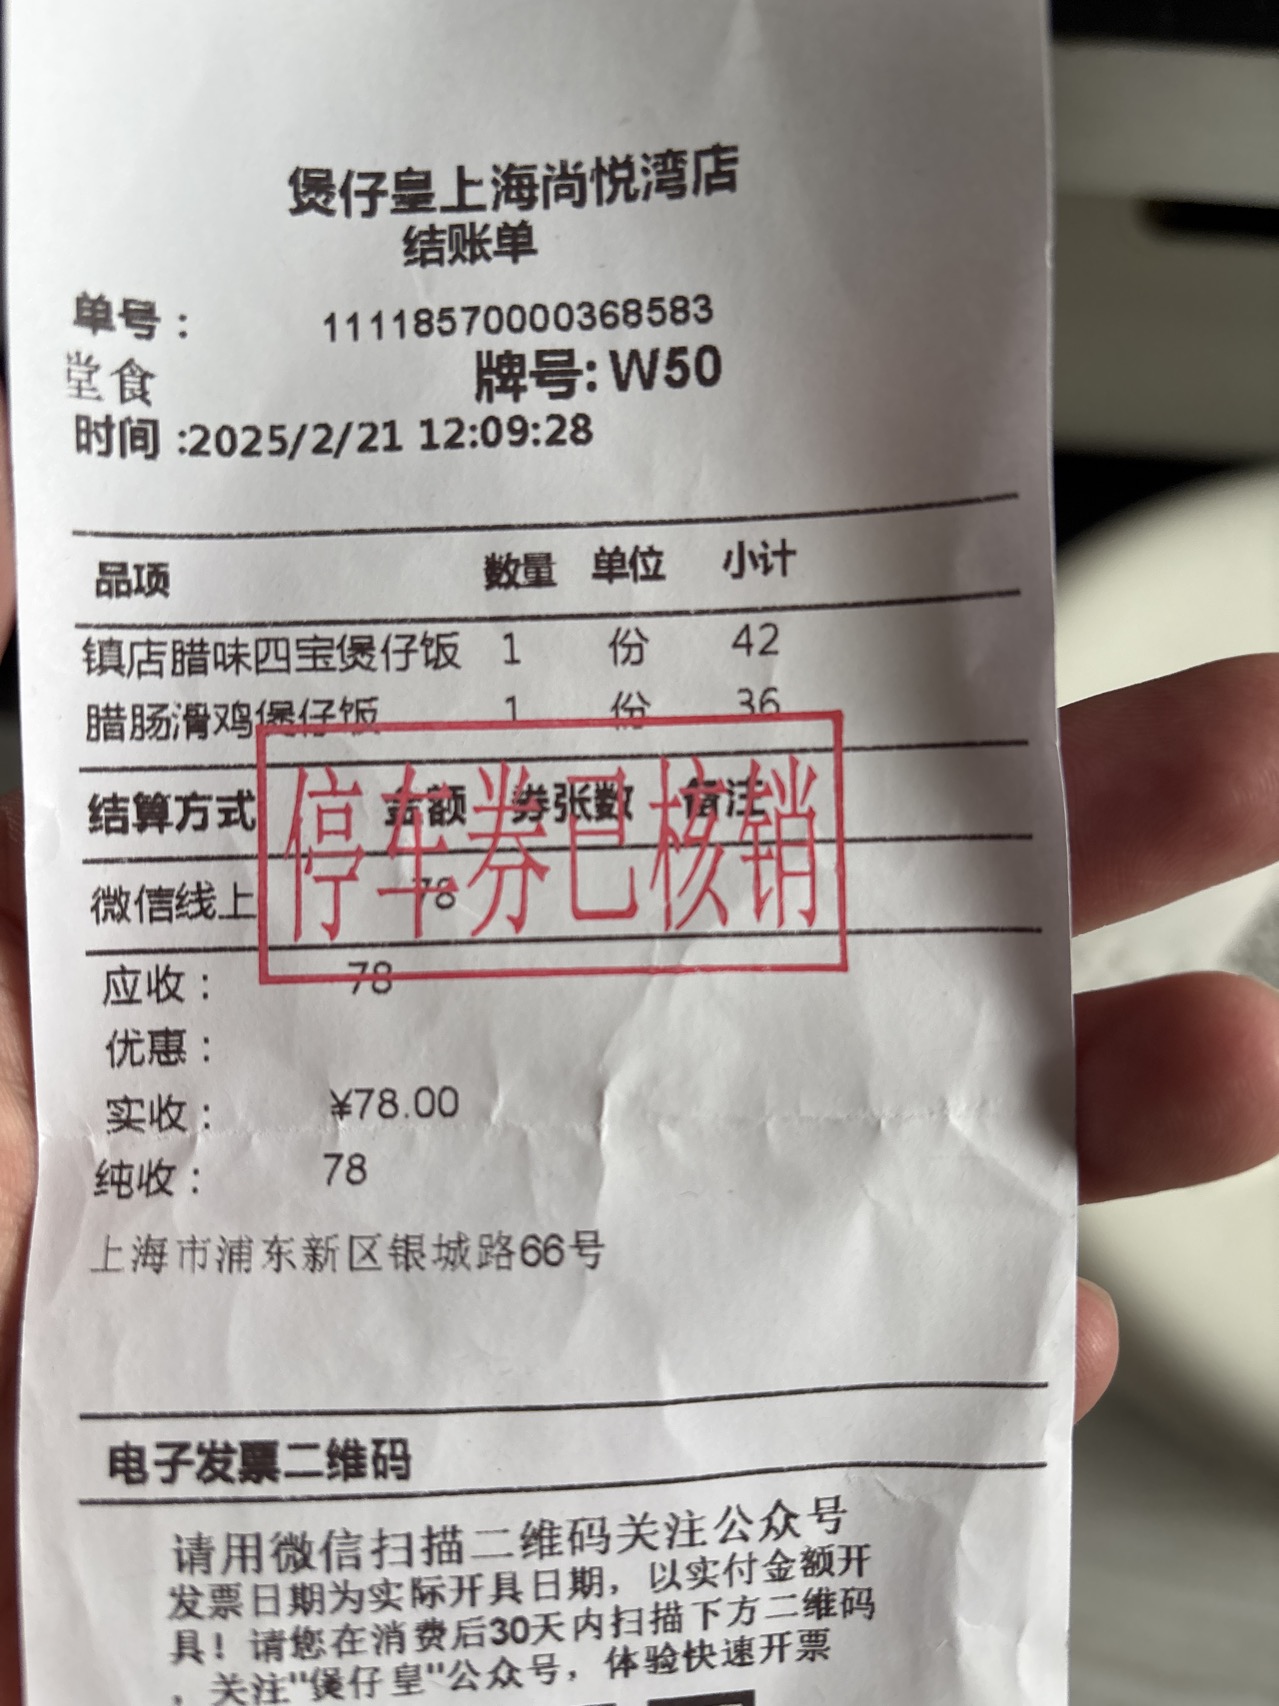 煲仔皇上海尚悦湾店
结账单
单号： 11118570000368583
堂食 牌号: W50
时间 :2025/2/21 12:09:28
品项 数量 单位 小计
镇店腊味四宝煲仔饭 1 份 42
腊肠滑鸡煲仔饭 1 份 36
结算方式 金额 券张数 备注
停车券已核销
微信线上 78
应收： 78
优惠：
实收： ¥78.00
纯收： 78
上海市浦东新区银城路66号
电子发票二维码
请用微信扫描二维码关注公众号
发票日期为实际开具日期，以实付金额开
具！请您在消费后30天内扫描下方二维码
，关注"煲仔皇"公众号，体验快速开票